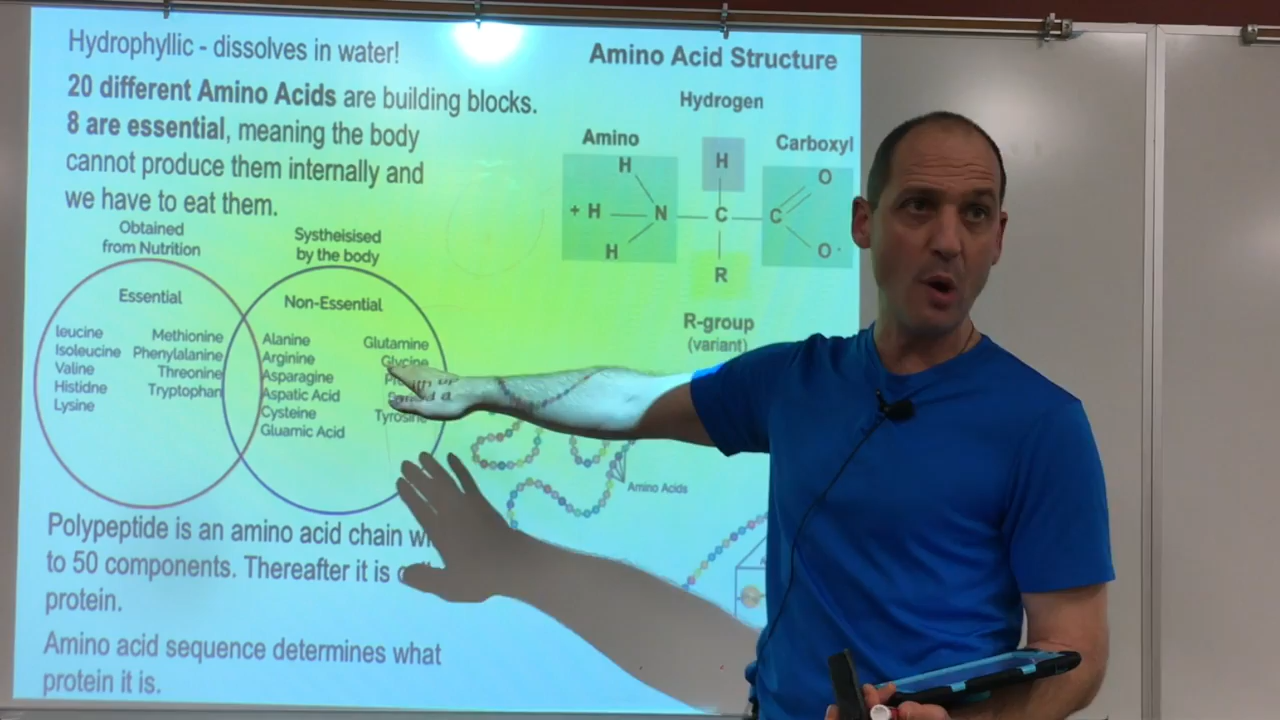 Hydrophyllic - dissolves in water!
20 different Amino Acids are building blocks.
8 are essential, meaning the body
cannot produce them internally and
we have to eat them.
Obtained
from Nutrition
Systheisised
by the body
Essential
leucine
Isoleucine
Valine
Histidne
Lysine
Methionine
Phenylalanine
Threonine
Tryptophan
Non-Essential
Alanine
Arginine
Asparagine
Aspatic Acid
Cysteine
Gluamic Acid
Glutamine
Glycine
Tyrosine
Polypeptide is an amino acid chain
to 50 components. Thereafter it is
protein.
Amino acid sequence determines what
protein it is.
Amino Acid Structure
Hydrogen
Amino
Carboxyl
H
H
O
+ H
N
C
C
H
O
R
R-group
(variant)
Amino Acids